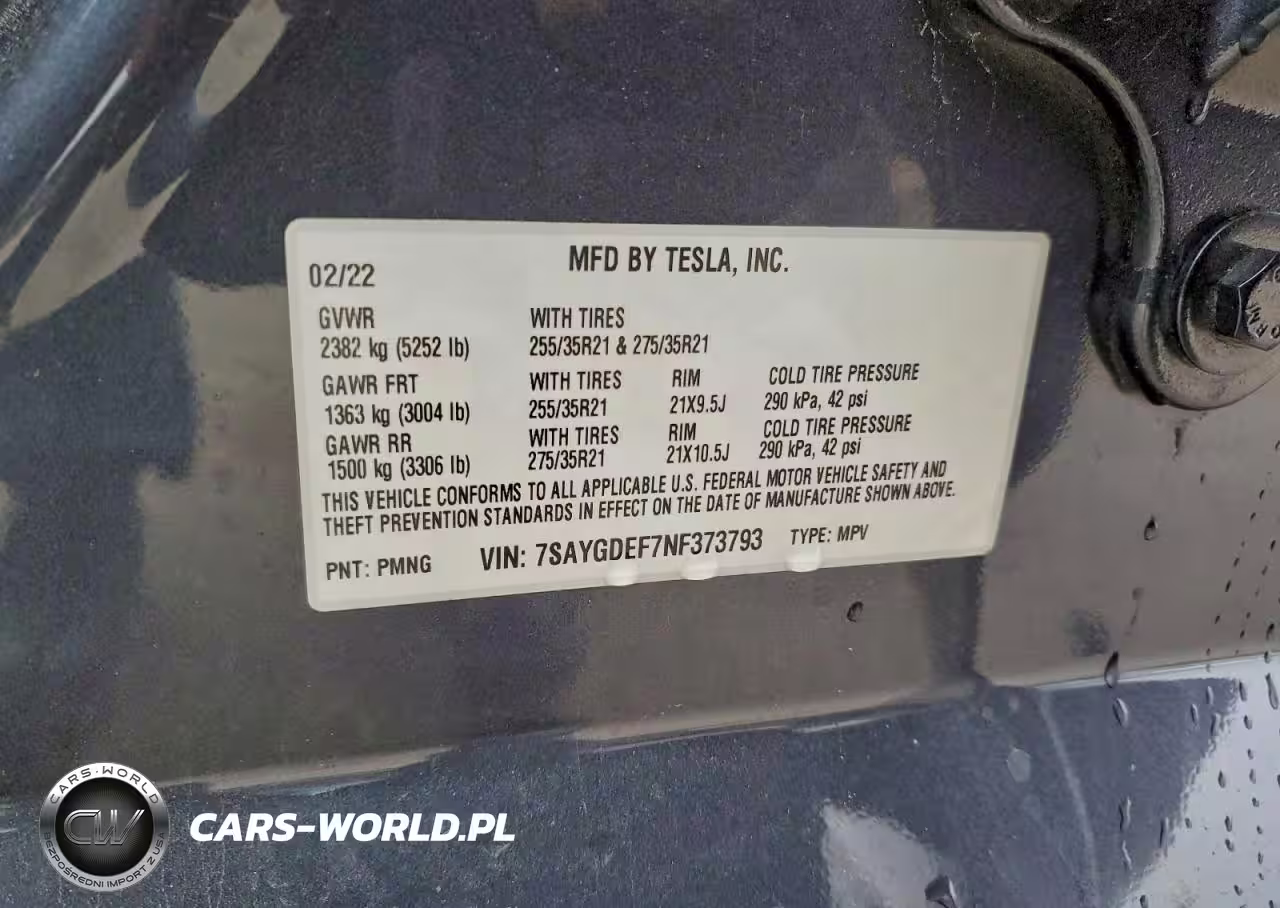 02/22
MFD BY TESLA, INC.
GVWR WITH TIRES
2382 kg (5252 lb) 255/35R21 & 275/35R21
GAWR FRT WITH TIRES RIM COLD TIRE PRESSURE
1363 kg (3004 lb) 255/35R21 21X9.5J 290 kPa, 42 psi
GAWR RR WITH TIRES RIM COLD TIRE PRESSURE
1500 kg (3306 lb) 275/35R21 21X10.5J 290 kPa, 42 psi
THIS VEHICLE CONFORMS TO ALL APPLICABLE U.S. FEDERAL MOTOR VEHICLE SAFETY AND
THEFT PREVENTION STANDARDS IN EFFECT ON THE DATE OF MANUFACTURE SHOWN ABOVE.
PNT: PMNG VIN: 7SAYGDEF7NF373793 TYPE: MPV
CARS-WORLD
CW
BEZPOŚREDNI IMPORT Z USA
CARS-WORLD.PL